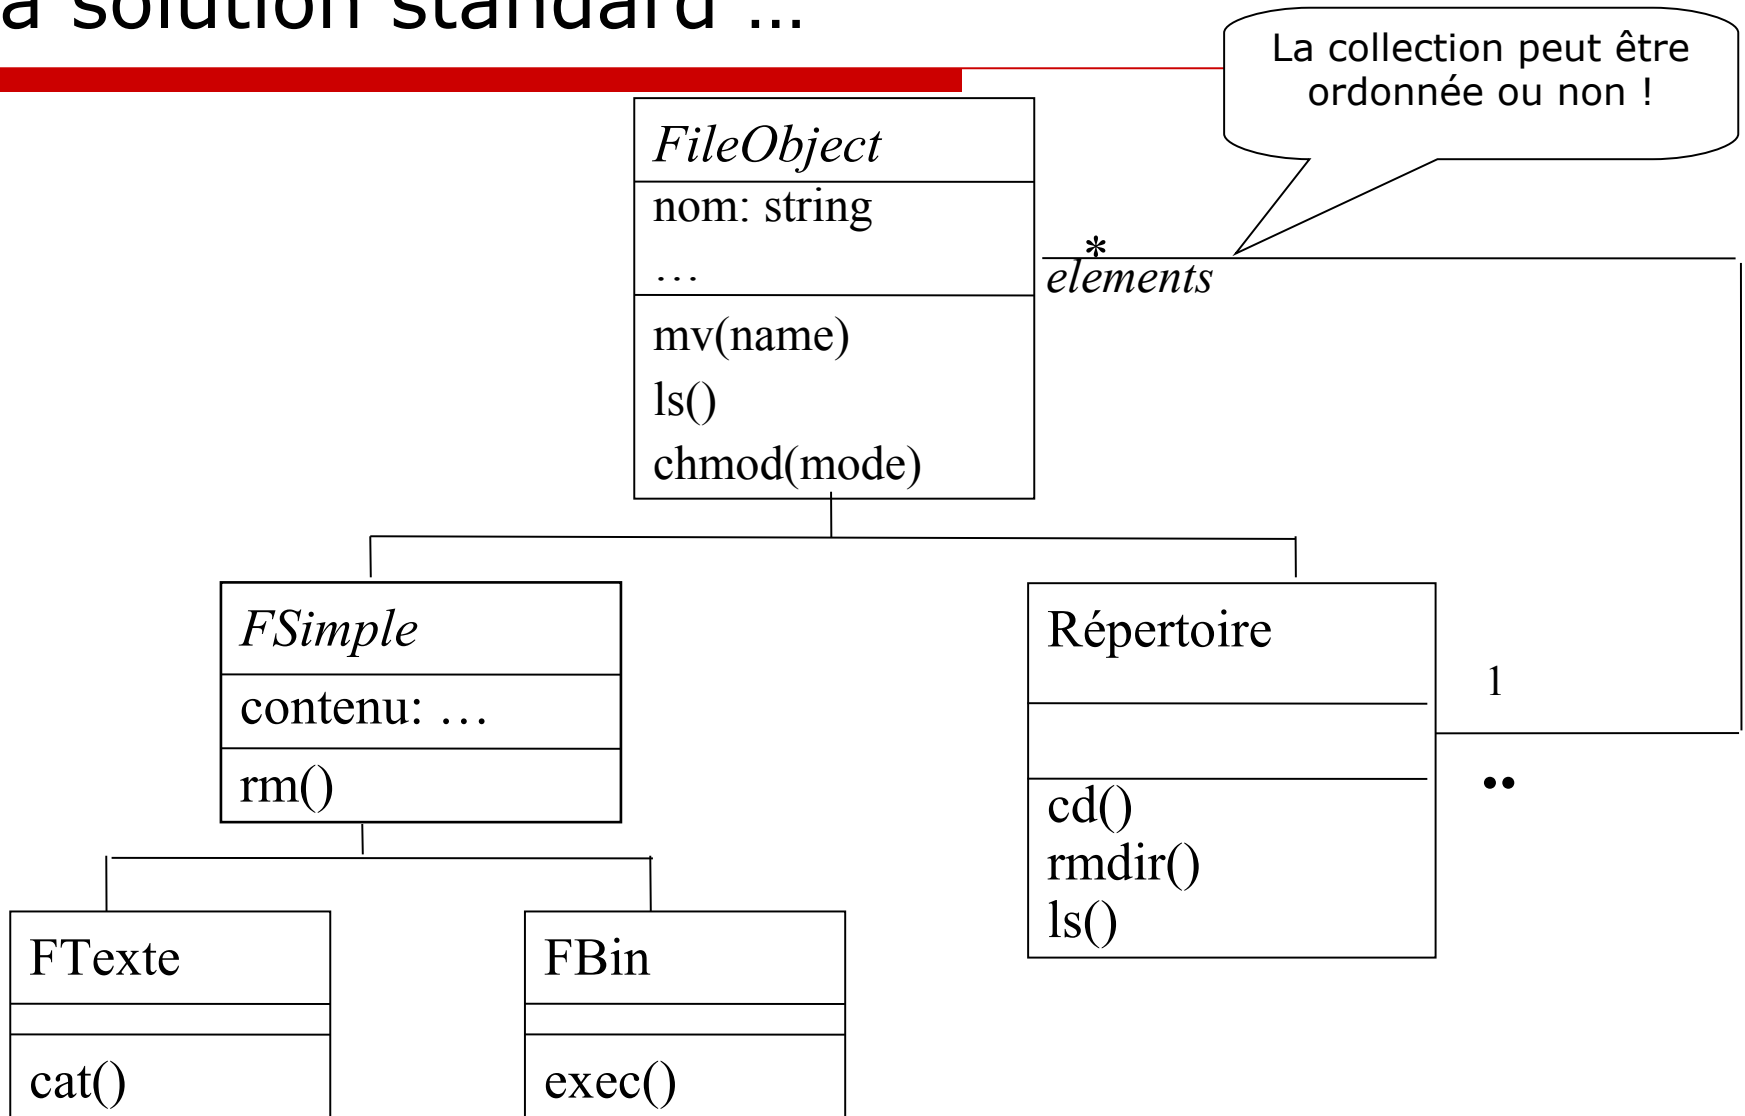 a solution standard …
La collection peut être
ordonnée ou non !
FileObject
nom: string
…
*
elements
mv(name)
ls()
chmod(mode)
FSimple
contenu: …
rm()
Répertoire
1
..
cd()
rmdir()
ls()
FTexte
cat()
FBin
exec()